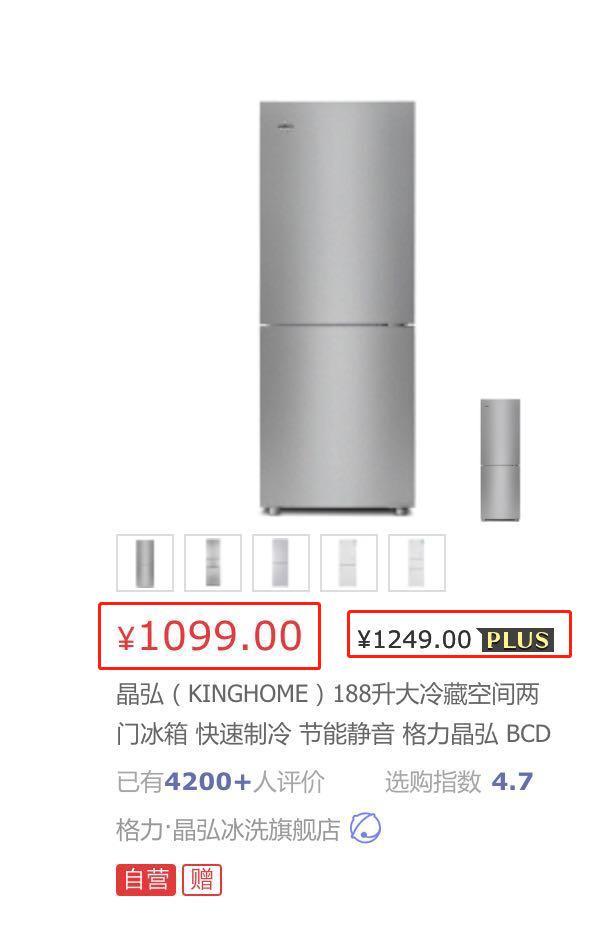 ¥1099.00 ¥1249.00 PLUS
晶弘（KINGHOME）188升大冷藏空间两
门冰箱 快速制冷 节能静音 格力晶弘 BCD
已有4200+人评价 选购指数 4.7
格力·晶弘冰洗旗舰店
自营 赠